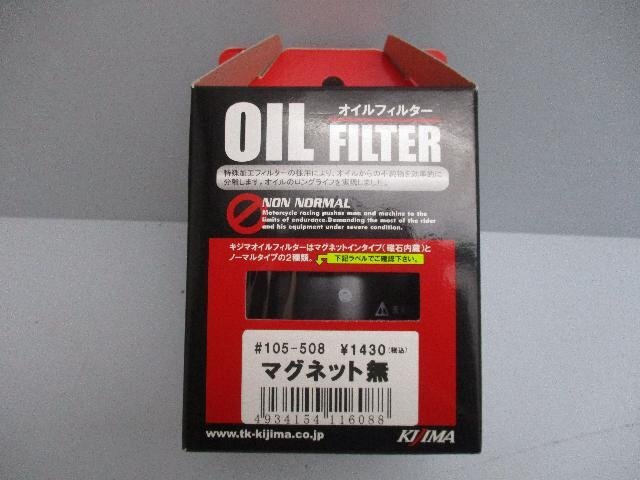 OIL
オイルフィルター
FILTER
特殊加工フィルターの採用により、オイルからの不純物を効率的に
分離します。オイルのロングライフを実現しました。
NON NORMAL
Motorcycle racing pushes man and machine to the
limits of endurance.Demanding the most of the rider
and his equipment under severe condition.
キジマオイルフィルターはマグネットインタイプ(磁石内蔵)と
ノーマルタイプの2種類。
下記ラベルでご確認下さい。
#105-508 ¥1430(税込)
マグネット無
4934154116088
www.tk-kijima.co.jp
KIJIMA